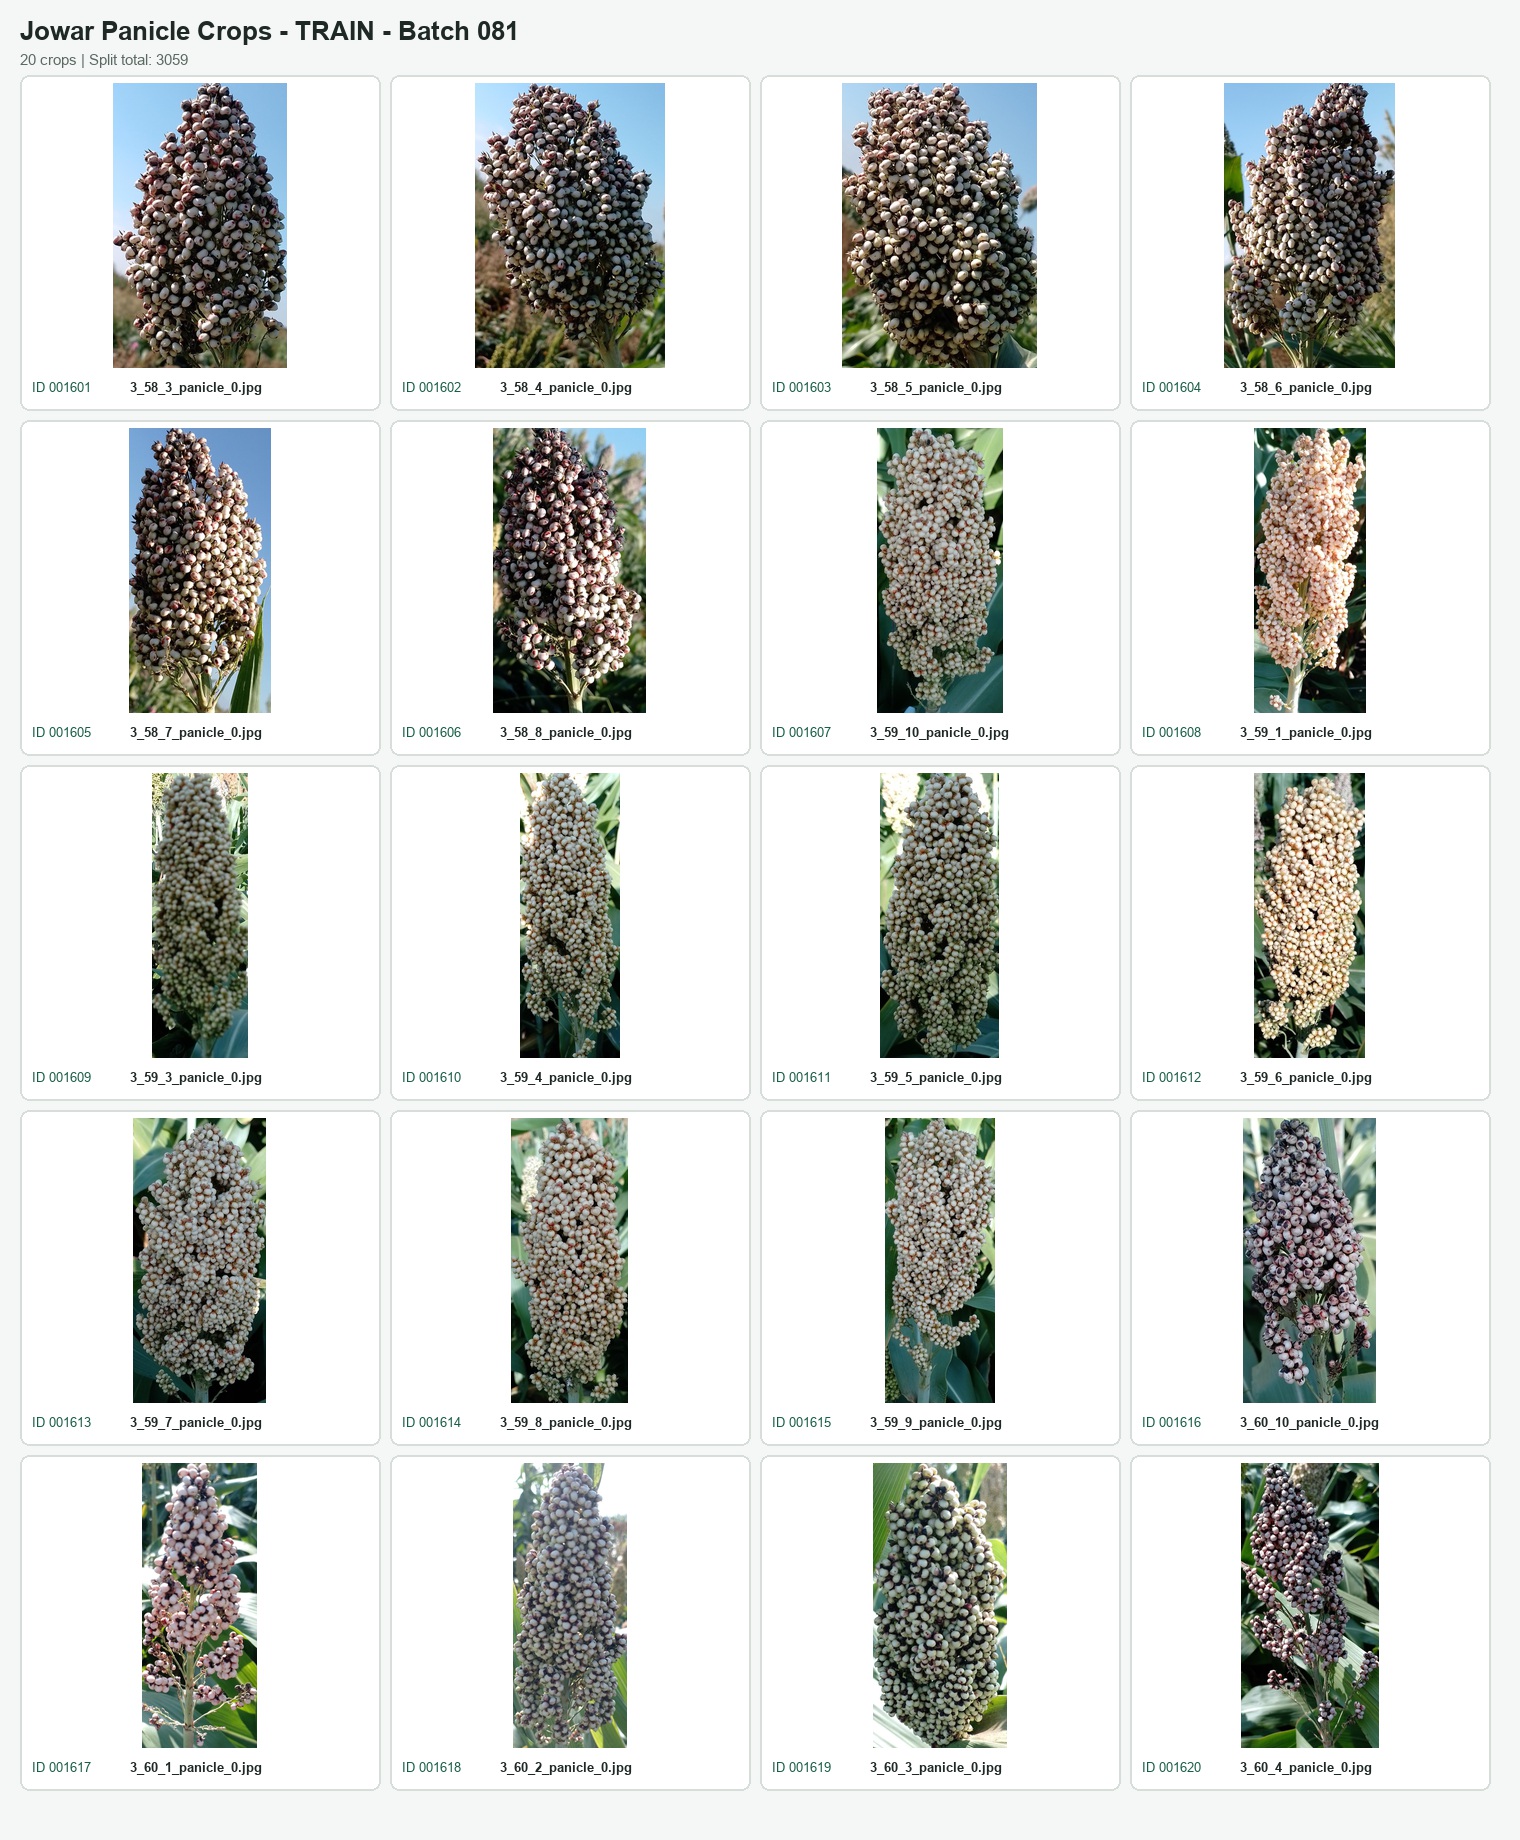 Jowar Panicle Crops - TRAIN - Batch 081
20 crops | Split total: 3059
ID 001601 3_58_3_panicle_0.jpg
ID 001602 3_58_4_panicle_0.jpg
ID 001603 3_58_5_panicle_0.jpg
ID 001604 3_58_6_panicle_0.jpg
ID 001605 3_58_7_panicle_0.jpg
ID 001606 3_58_8_panicle_0.jpg
ID 001607 3_59_10_panicle_0.jpg
ID 001608 3_59_1_panicle_0.jpg
ID 001609 3_59_3_panicle_0.jpg
ID 001610 3_59_4_panicle_0.jpg
ID 001611 3_59_5_panicle_0.jpg
ID 001612 3_59_6_panicle_0.jpg
ID 001613 3_59_7_panicle_0.jpg
ID 001614 3_59_8_panicle_0.jpg
ID 001615 3_59_9_panicle_0.jpg
ID 001616 3_60_10_panicle_0.jpg
ID 001617 3_60_1_panicle_0.jpg
ID 001618 3_60_2_panicle_0.jpg
ID 001619 3_60_3_panicle_0.jpg
ID 001620 3_60_4_panicle_0.jpg